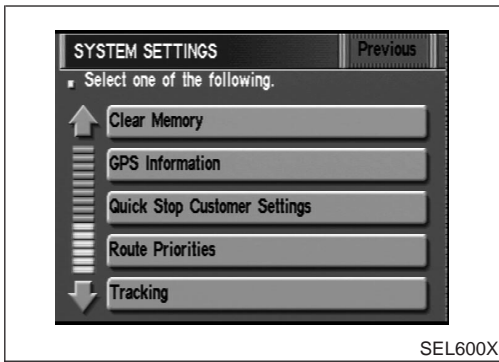 SYSTEM SETTINGS
Previous
Select one of the following.
Clear Memory
GPS Information
Quick Stop Customer Settings
Route Priorities
Tracking
SEL600X